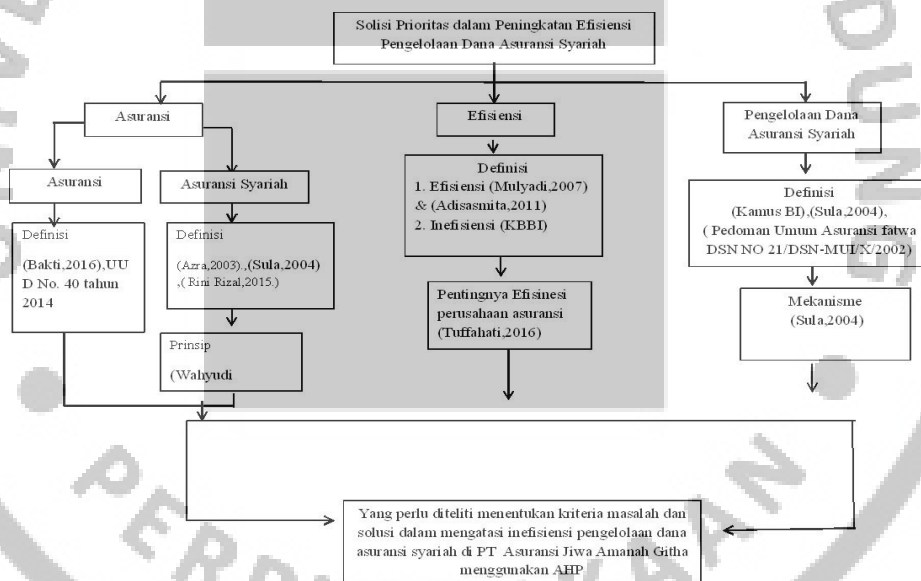 Solisi Prioritas dalam Peningkatan Efisiensi
Pengelolaan Dana Asuransi Syariah
Asuransi
Efisiensi
Pengelolaan Dana
Asuransi Syariah
Asuransi
Asuransi Syariah
Definisi
1. Efisiensi (Mulyadi,2007)
& (Adisasmita,2011)
2. Inefisiensi (KBBI)
Definisi
(Kamus BI),(Sula,2004),
( Pedoman Umum Asuransi fatwa
DSN NO 21/DSN-MUI/X/2002)
Definisi
(Bakti,2016),UU
D No. 40 tahun
2014
Definisi
(Azra,2003).,(Sula,2004)
,( Rini Rizal,2015.)
Pentingnya Efisinesi
perusahaan asuransi
(Tuffahati,2016)
Mekanisme
(Sula,2004)
Prinsip
(Wahyudi
Yang perlu diteliti menentukan kriteria masalah dan
solusi dalam mengatasi inefisiensi pengelolaan dana
asuransi syariah di PT Asuransi Jiwa Amanah Githa
menggunakan AHP